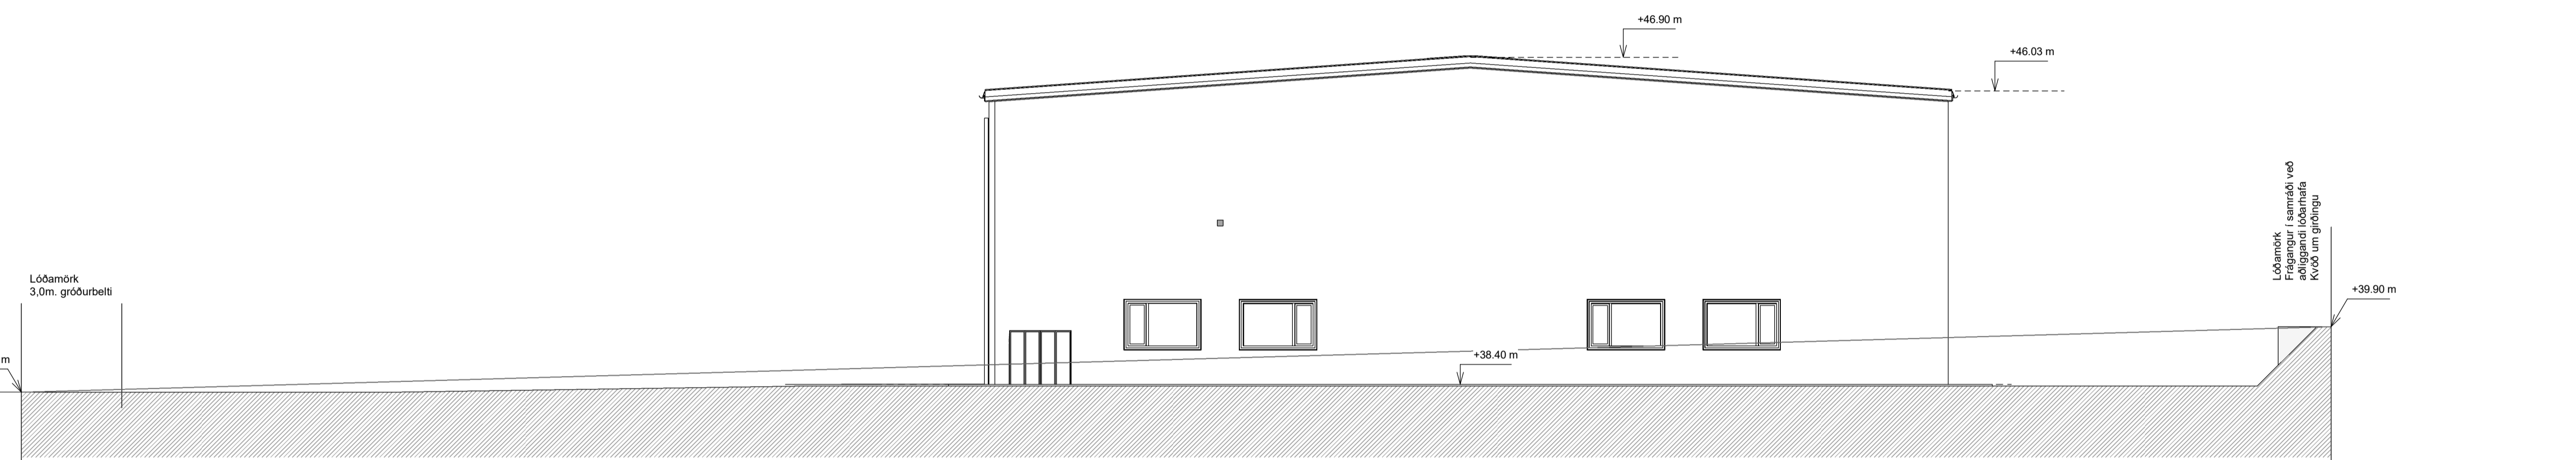 +46.90 m
+46.03 m
Lóðamörk
3,0m. gróðurbelti
Lóðamörk
Frágangur í samráði veð
aðliggandi lóðarhafa
Kvöð um girðingu
+39.90 m
+38.40 m
m